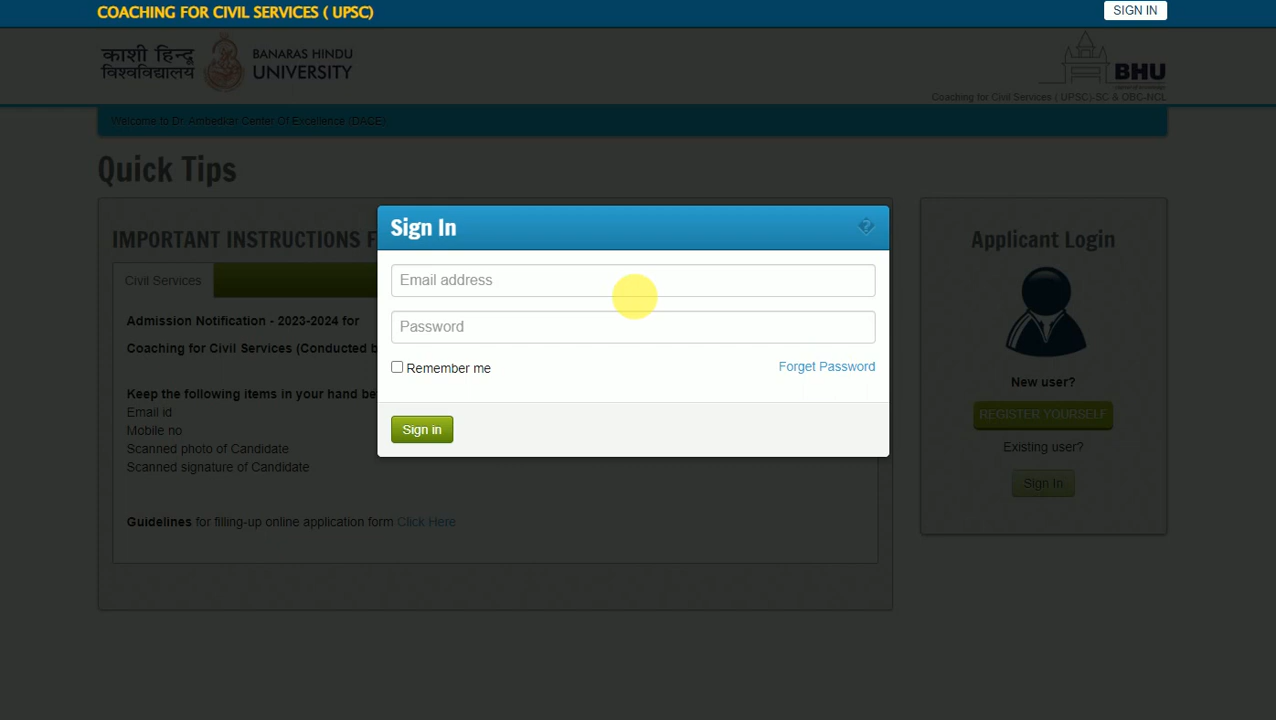 COACHING FOR CIVIL SERVICES ( UPSC)
SIGN IN
काशी हिन्दू
विश्वविद्यालय
BANARAS HINDU
UNIVERSITY
BHU
Coaching for Civil Services ( UPSC)-SC & OBC-NCL
Welcome to Dr. Ambedkar Center Of Excellence (DACE)
Quick Tips
IMPORTANT INSTRUCTIONS F
Civil Services
Admission Notification - 2023-2024 for
Coaching for Civil Services (Conducted b
Keep the following items in your hand be
Email id
Mobile no
Scanned photo of Candidate
Scanned signature of Candidate
Guidelines for filling-up online application form Click Here
Sign In
?
Email address
Password
Remember me
Forget Password
Sign in
Applicant Login
New user?
REGISTER YOURSELF
Existing user?
Sign In